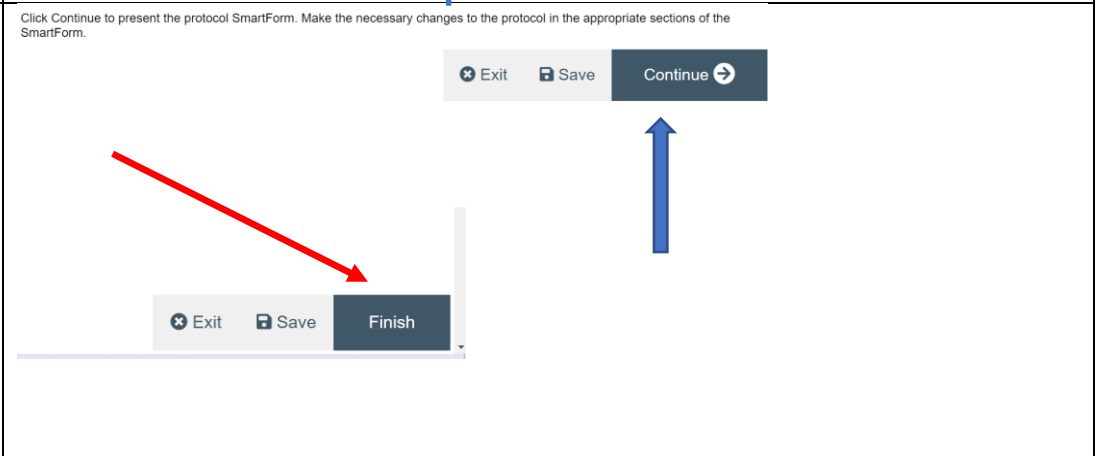 Click Continue to present the protocol SmartForm. Make the necessary changes to the protocol in the appropriate sections of the
SmartForm.
Exit Save Continue
Exit Save Finish